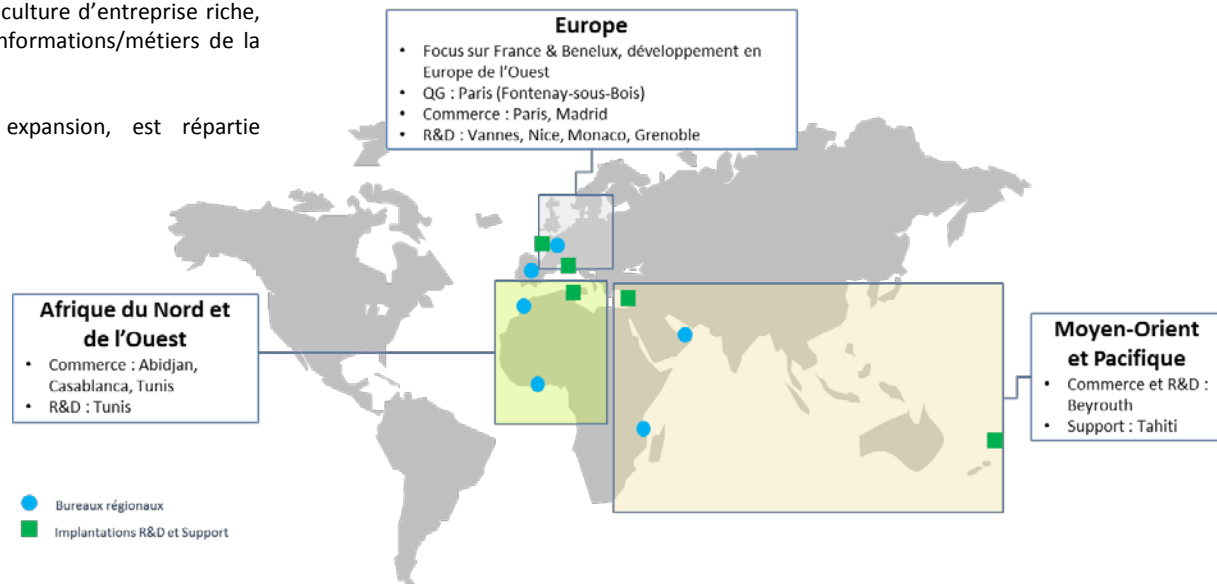 culture d’entreprise riche,
nformations/métiers de la
expansion, est répartie
Europe
• Focus sur France & Benelux, développement en
Europe de l’Ouest
• QG : Paris (Fontenay-sous-Bois)
• Commerce : Paris, Madrid
• R&D : Vannes, Nice, Monaco, Grenoble
Afrique du Nord et
de l’Ouest
• Commerce : Abidjan,
Casablanca, Tunis
• R&D : Tunis
Moyen-Orient
et Pacifique
• Commerce et R&D :
Beyrouth
• Support : Tahiti
Bureaux régionaux
Implantations R&D et Support